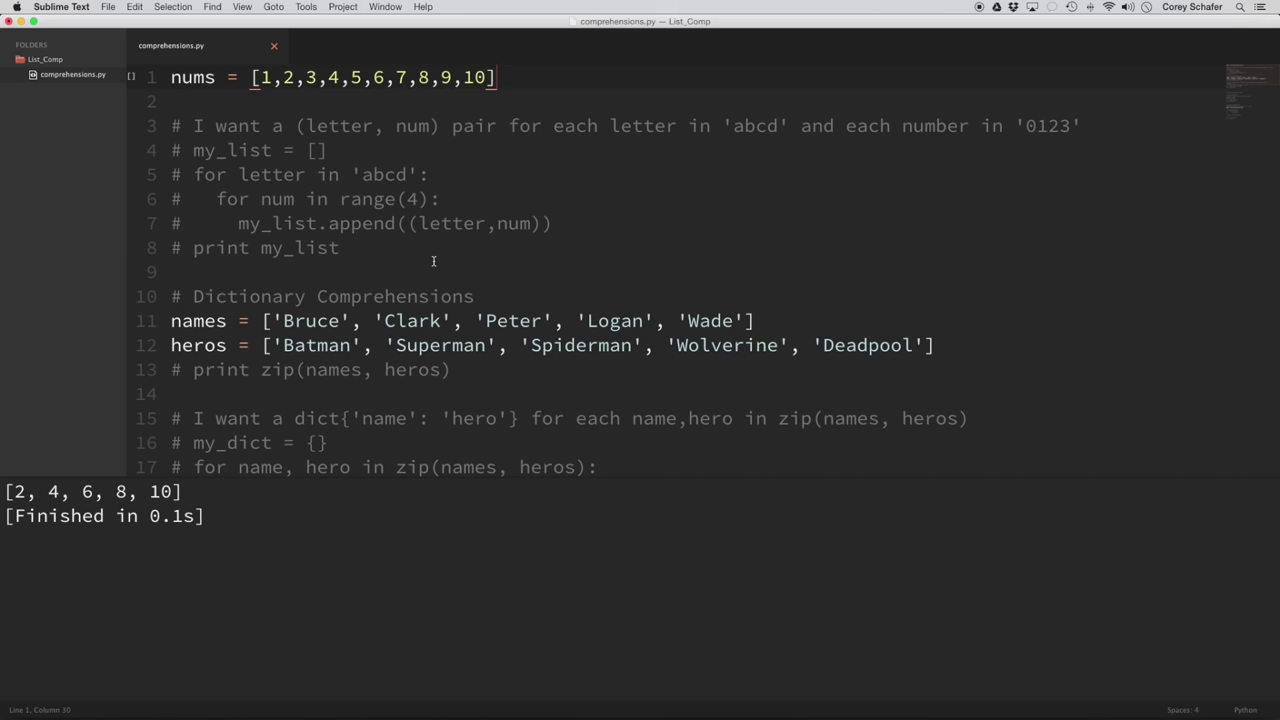 Sublime Text File Edit Selection Find View Goto Tools Project Window Help Corey Schafer
comprehensions.py — List_Comp
FOLDERS
List_Comp
comprehensions.py
comprehensions.py
1 nums = [1,2,3,4,5,6,7,8,9,10]
2
3 # I want a (letter, num) pair for each letter in 'abcd' and each number in '0123'
4 # my_list = []
5 # for letter in 'abcd':
6 #   for num in range(4):
7 #     my_list.append((letter,num))
8 # print my_list
9
10 # Dictionary Comprehensions
11 names = ['Bruce', 'Clark', 'Peter', 'Logan', 'Wade']
12 heros = ['Batman', 'Superman', 'Spiderman', 'Wolverine', 'Deadpool']
13 # print zip(names, heros)
14
15 # I want a dict{'name': 'hero'} for each name,hero in zip(names, heros)
16 # my_dict = {}
17 # for name, hero in zip(names, heros):
[2, 4, 6, 8, 10]
[Finished in 0.1s]
Line 1, Column 30 Spaces: 4 Python